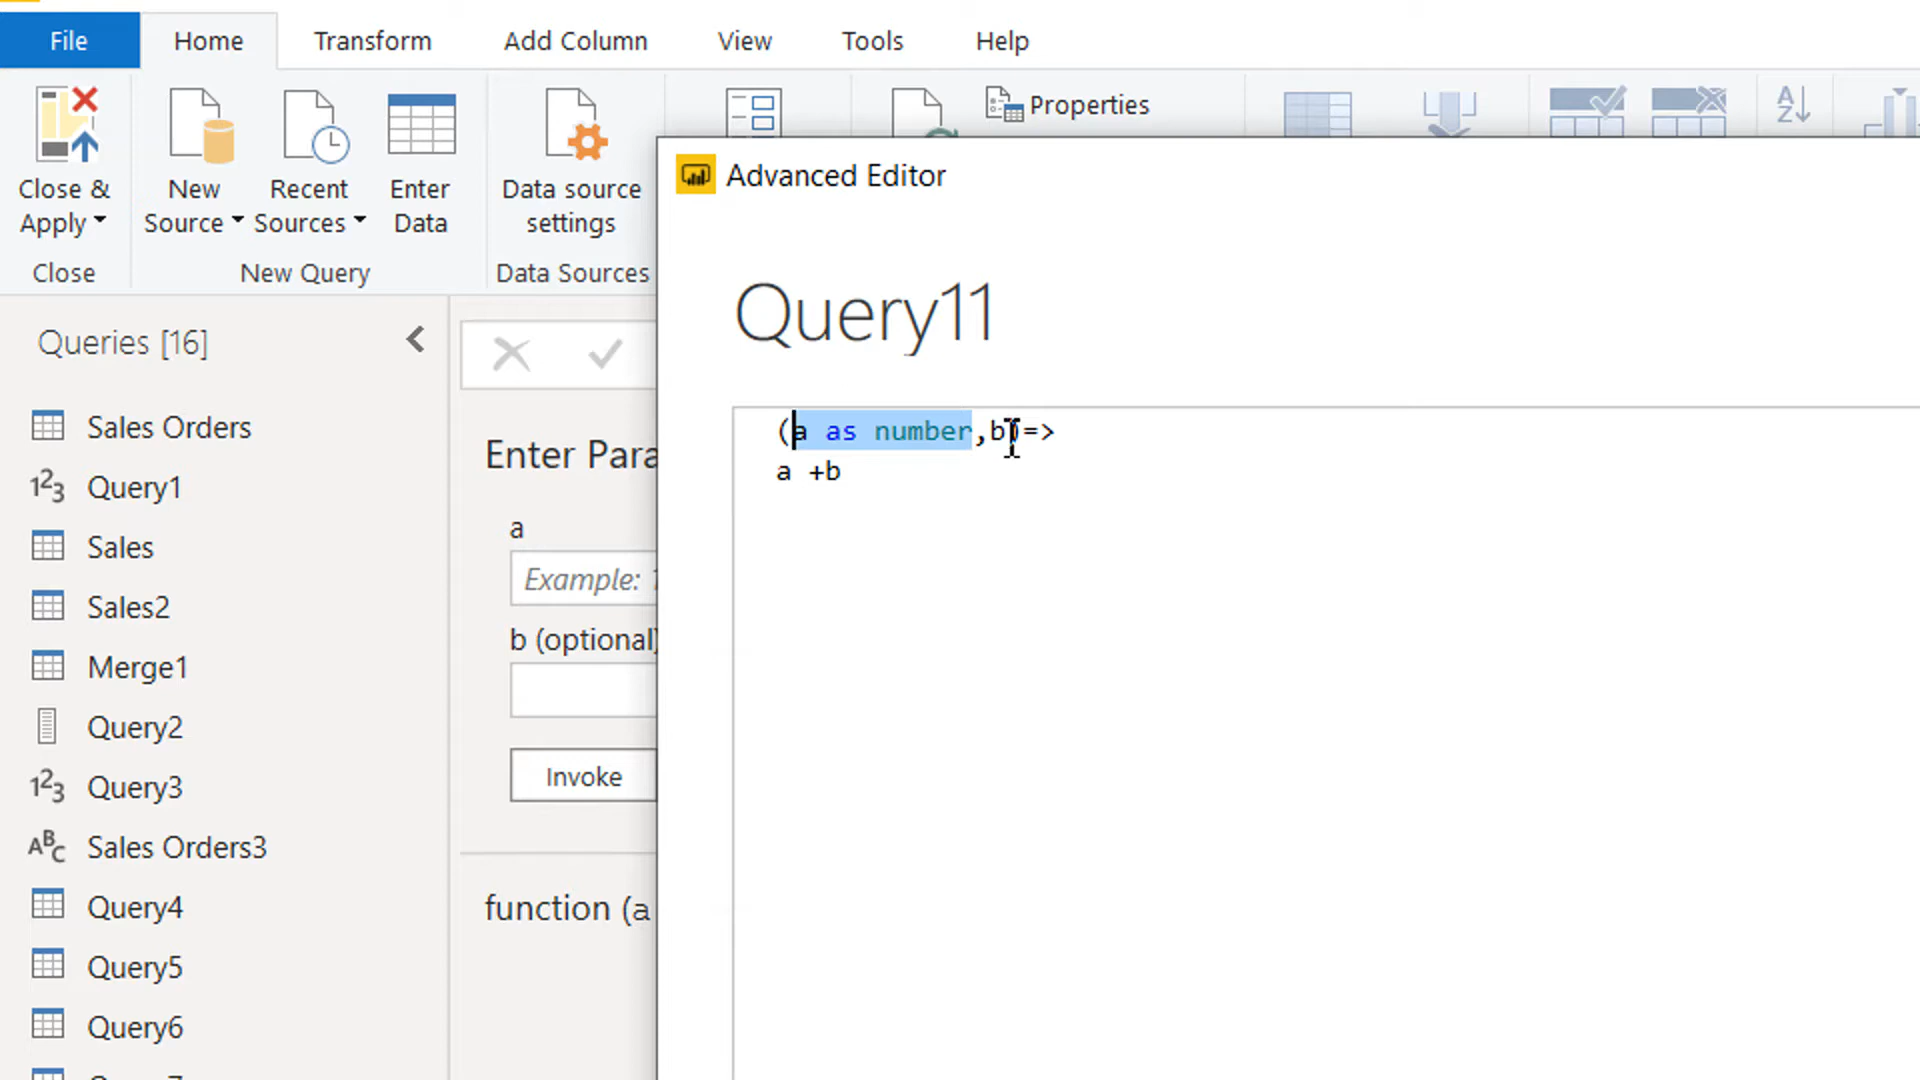 File
Home
Transform
Add Column
View
Tools
Help
Properties
Close &
Apply
New
Source
Recent
Sources
Enter
Data
Data source
settings
Close
New Query
Data Sources
Advanced Editor
Query11
Queries [16]
(a as number,b)=>
a +b
Sales Orders
Query1
Sales
Sales2
Merge1
Query2
Query3
Sales Orders3
Query4
Query5
Query6
Enter Para
a
Example: 1
b (optional)
Invoke
function (a